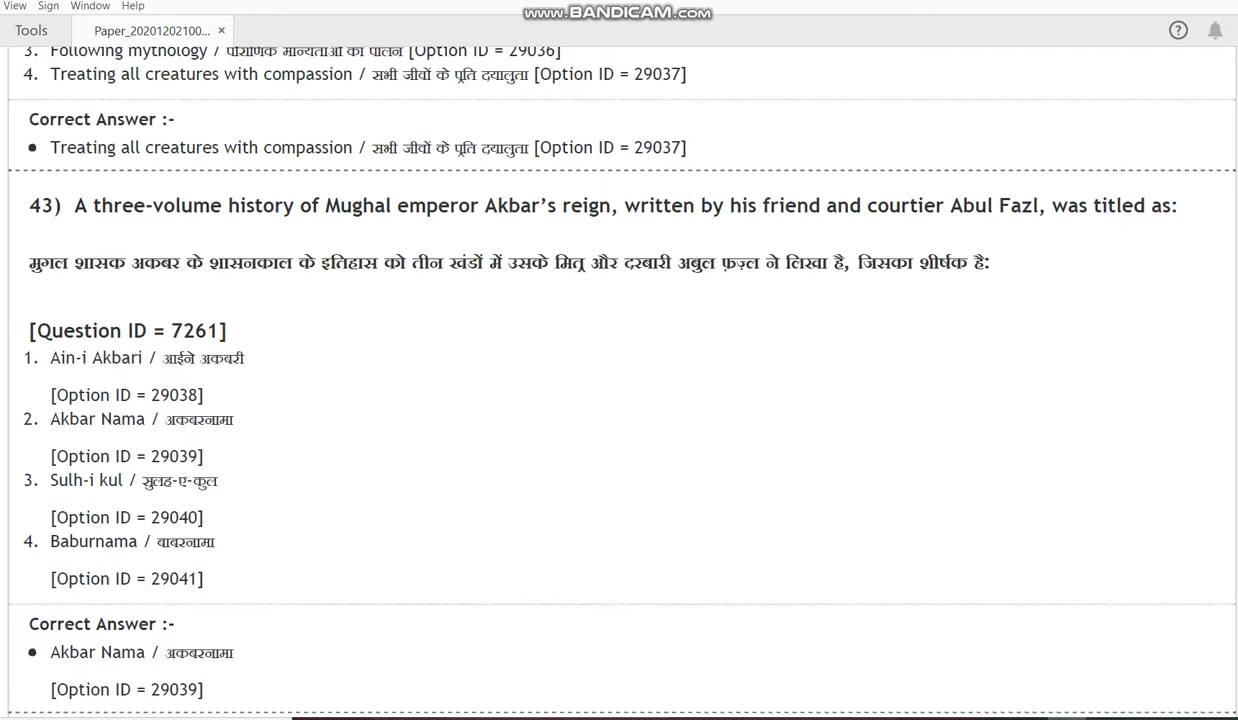 View Sign Window Help
www.BANDICAM.com
Tools Paper_20201202100... ×
3. Following mythology / पौराणिक मान्यताओं का पालन [Option ID = 29036]
4. Treating all creatures with compassion / सभी जीवों के प्रति दयालुता [Option ID = 29037]
Correct Answer :-
• Treating all creatures with compassion / सभी जीवों के प्रति दयालुता [Option ID = 29037]
43) A three-volume history of Mughal emperor Akbar's reign, written by his friend and courtier Abul Fazl, was titled as:
मुगल शासक अकबर के शासनकाल के इतिहास को तीन खंडों में उसके मित्र और दरबारी अबुल फ़ज़्ल ने लिखा है, जिसका शीर्षक है:
[Question ID = 7261]
1. Ain-i Akbari / आईने अकबरी
[Option ID = 29038]
2. Akbar Nama / अकबरनामा
[Option ID = 29039]
3. Sulh-i kul / सुलह-ए-कुल
[Option ID = 29040]
4. Baburnama / बाबरनामा
[Option ID = 29041]
Correct Answer :-
• Akbar Nama / अकबरनामा
[Option ID = 29039]